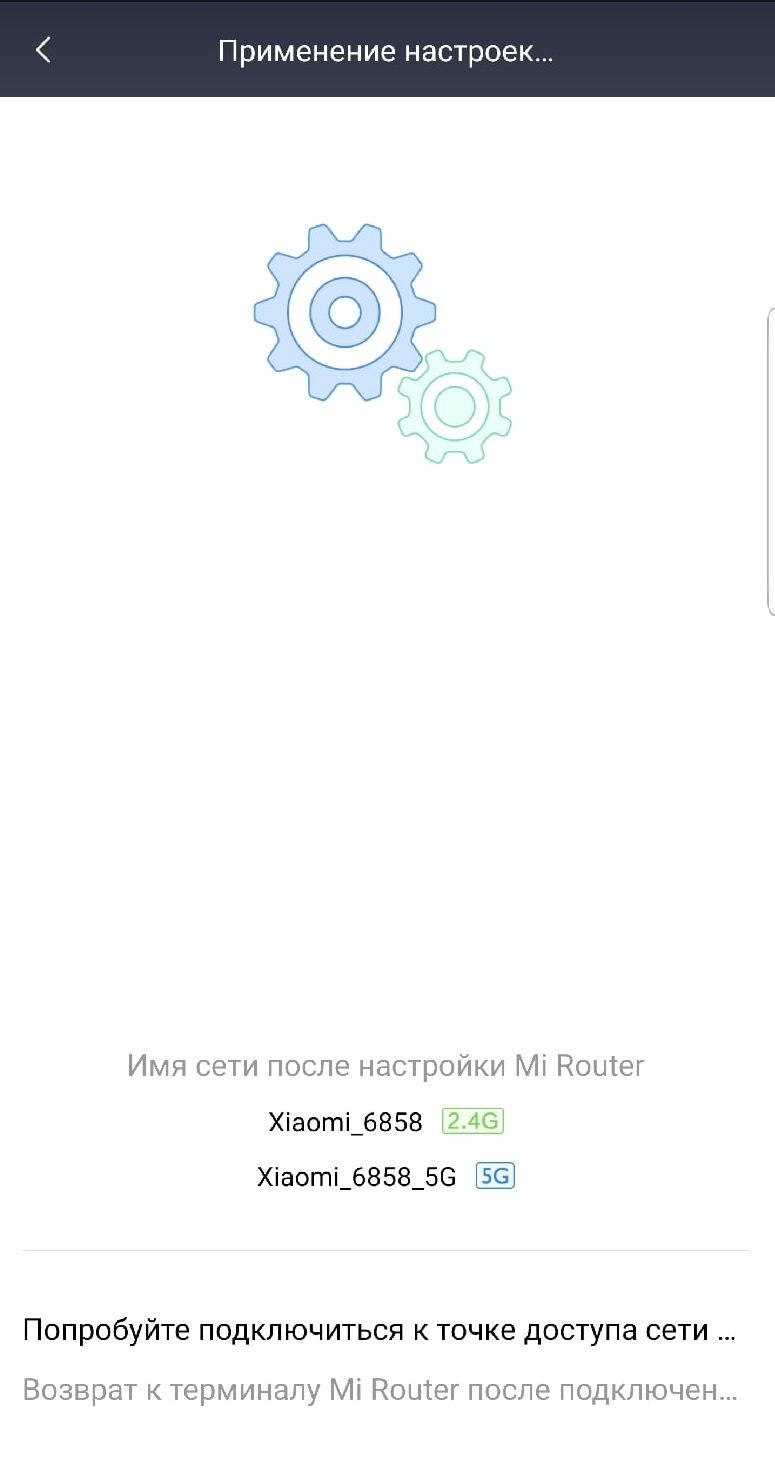 Применение настроек...
Имя сети после настройки Mi Router
Xiaomi_6858 2.4G
Xiaomi_6858_5G 5G
Попробуйте подключиться к точке доступа сети ...
Возврат к терминалу Mi Router после подключен...